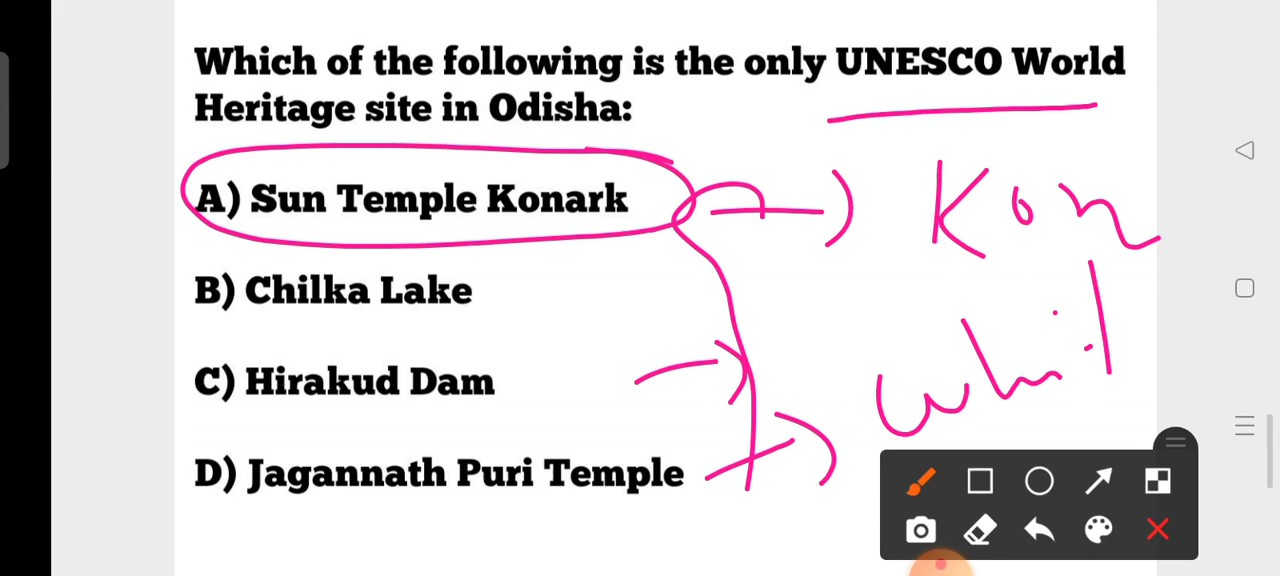 Which of the following is the only UNESCO World
Heritage site in Odisha:
A) Sun Temple Konark
Kon
B) Chilka Lake
C) Hirakud Dam
Whil
D) Jagannath Puri Temple